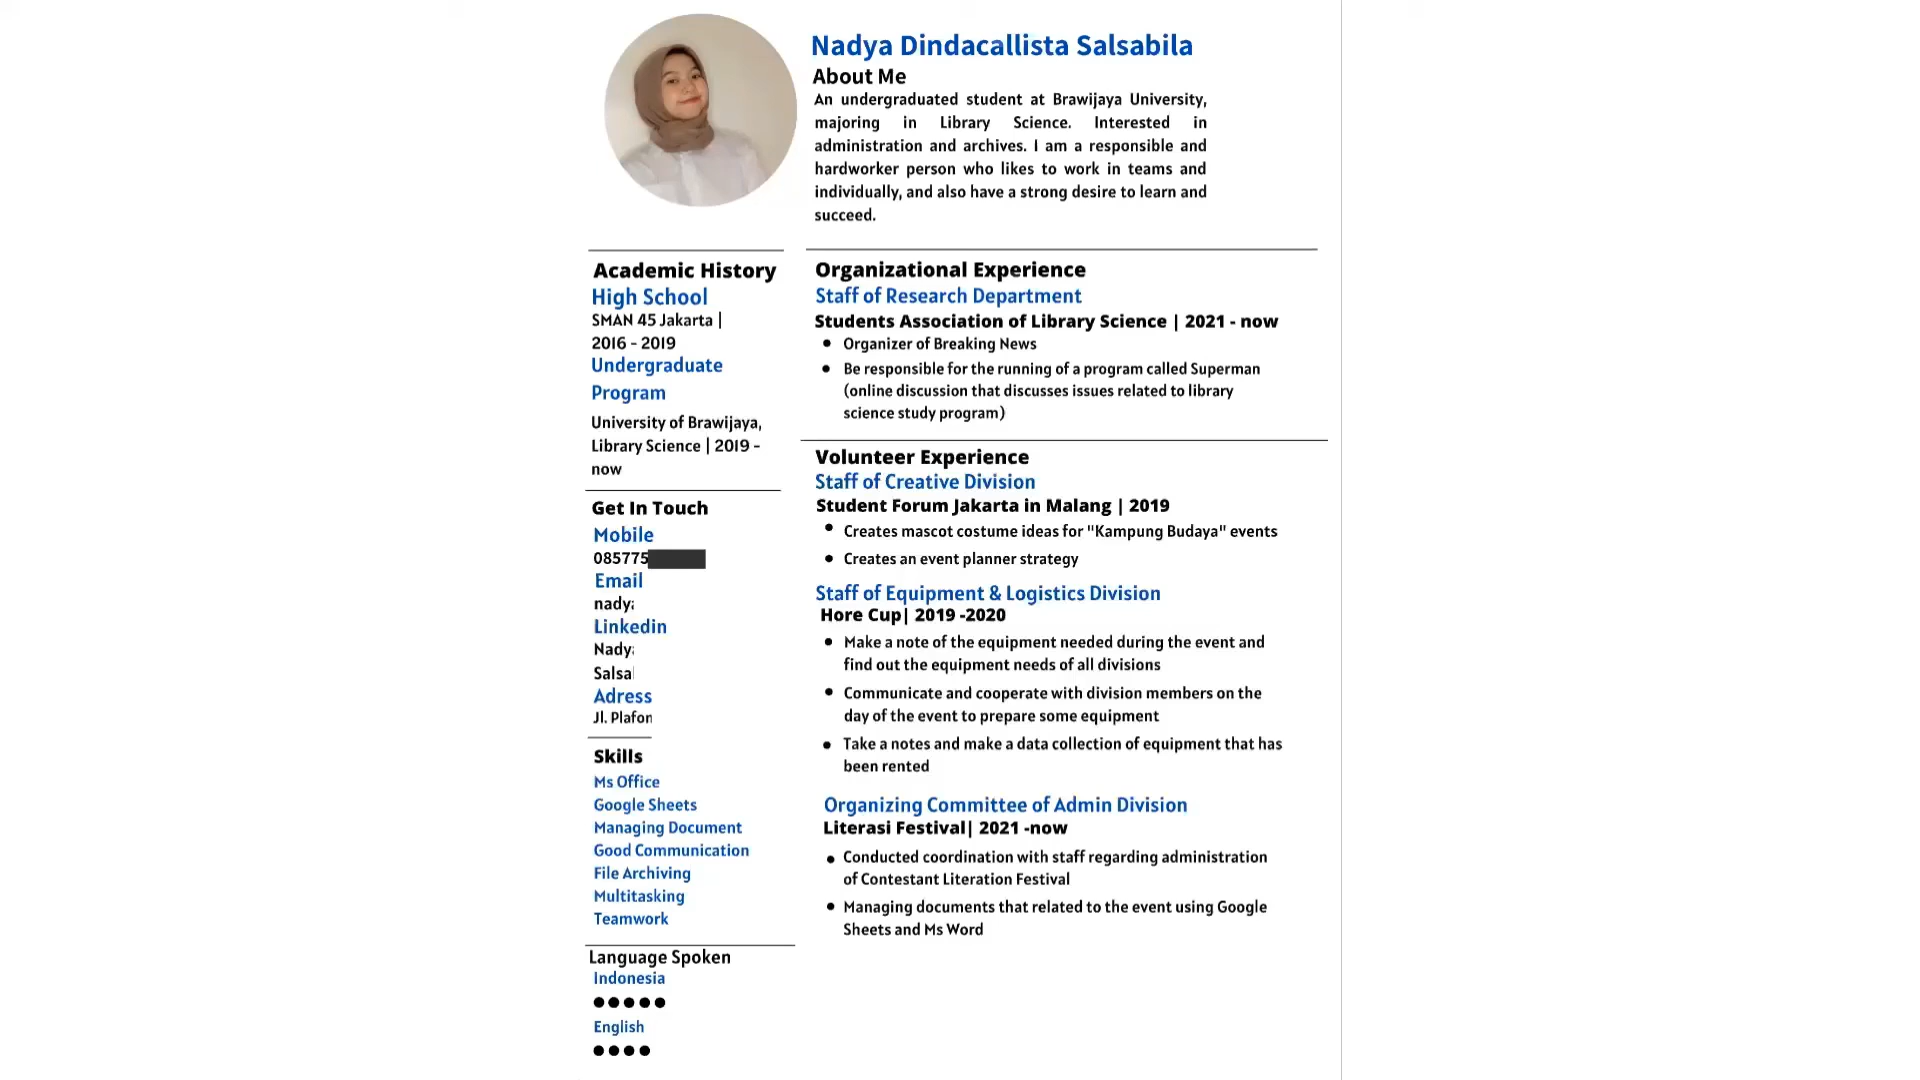 Nadya Dindacallista Salsabila
About Me
An undergraduated student at Brawijaya University,
majoring in Library Science. Interested in
administration and archives. I am a responsible and
hardworker person who likes to work in teams and
individually, and also have a strong desire to learn and
succeed.
Academic History
High School
SMAN 45 Jakarta |
2016 - 2019
Undergraduate
Program
University of Brawijaya,
Library Science | 2019 -
now
Get In Touch
Mobile
085775
Email
Linkedin
Adress
Jl. Plafon
Skills
Ms Office
Google Sheets
Managing Document
Good Communication
File Archiving
Multitasking
Teamwork
Language Spoken
Indonesia
English
Organizational Experience
Staff of Research Department
Students Association of Library Science | 2021 - now
• Organizer of Breaking News
• Be responsible for the running of a program called Superman
(online discussion that discusses issues related to library
science study program)
Volunteer Experience
Staff of Creative Division
Student Forum Jakarta in Malang | 2019
• Creates mascot costume ideas for "Kampung Budaya" events
• Creates an event planner strategy
Staff of Equipment & Logistics Division
Hore Cup| 2019 -2020
• Make a note of the equipment needed during the event and
find out the equipment needs of all divisions
• Communicate and cooperate with division members on the
day of the event to prepare some equipment
• Take a notes and make a data collection of equipment that has
been rented
Organizing Committee of Admin Division
Literasi Festival| 2021 -now
• Conducted coordination with staff regarding administration
of Contestant Literation Festival
• Managing documents that related to the event using Google
Sheets and Ms Word